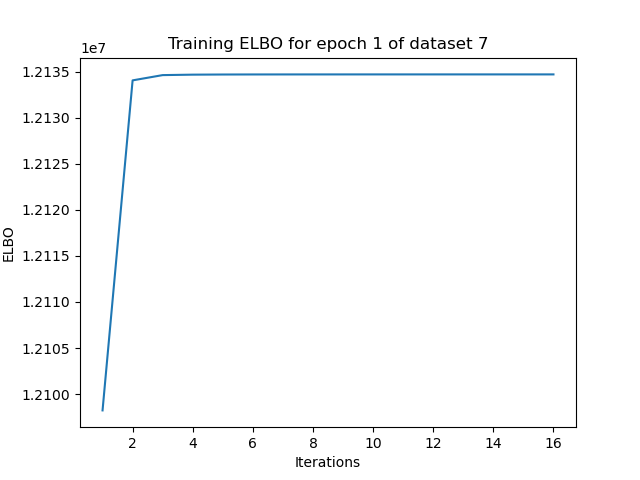 Training ELBO for epoch 1 of dataset 7
1e7
1.2135
1.2130
1.2125
1.2120
1.2115
1.2110
1.2105
1.2100
ELBO
2 4 6 8 10 12 14 16
Iterations